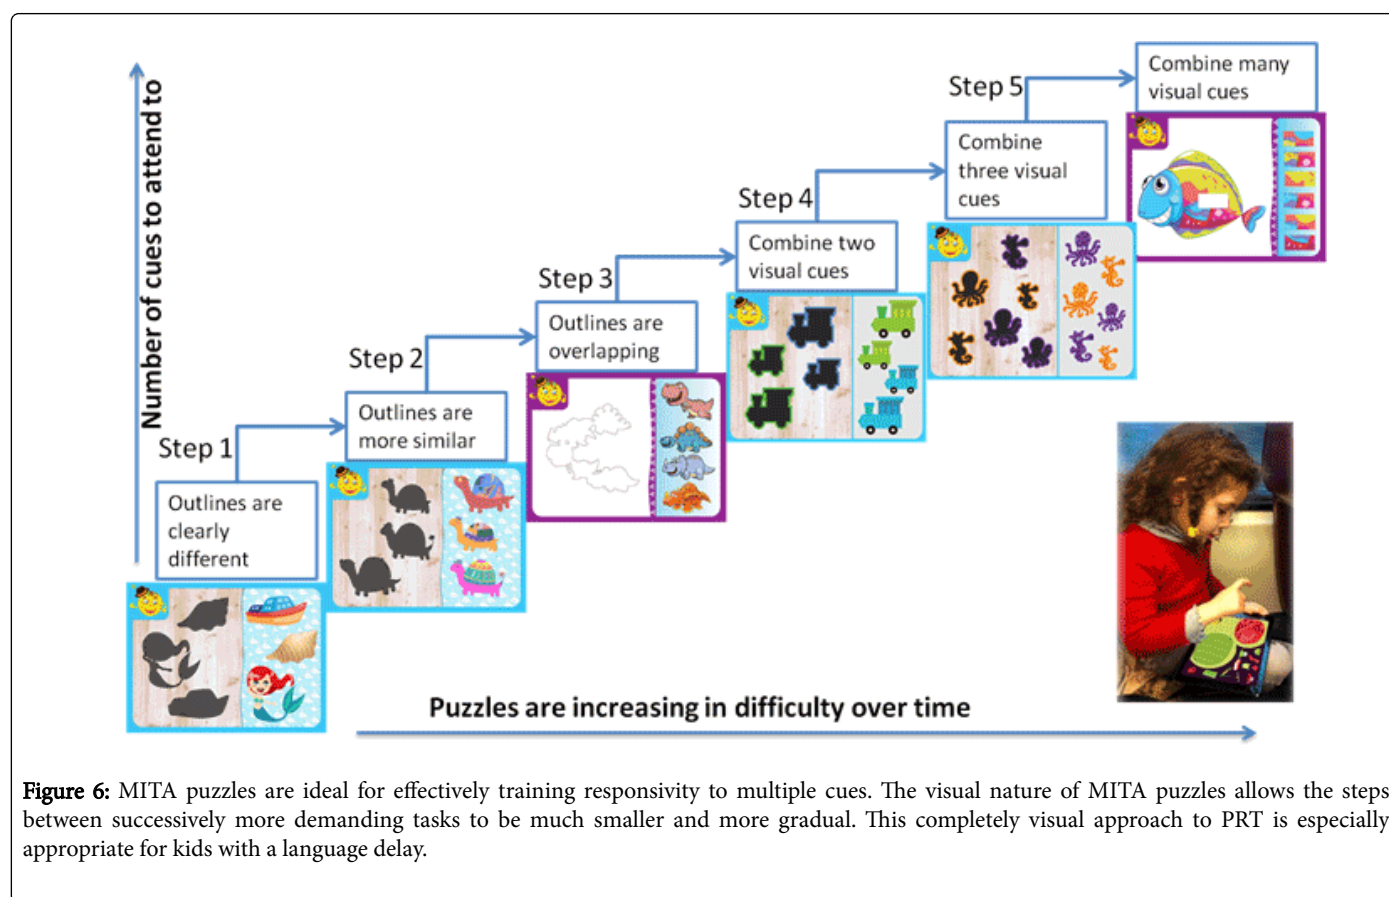 Number of cues to attend to
Step 1
Outlines are
clearly
different
Step 2
Outlines are
more similar
Step 3
Outlines are
overlapping
Step 4
Combine two
visual cues
Step 5
Combine
three visual
cues
Combine many
visual cues
Puzzles are increasing in difficulty over time
Figure 6: MITA puzzles are ideal for effectively training responsivity to multiple cues. The visual nature of MITA puzzles allows the steps
between successively more demanding tasks to be much smaller and more gradual. This completely visual approach to PRT is especially
appropriate for kids with a language delay.